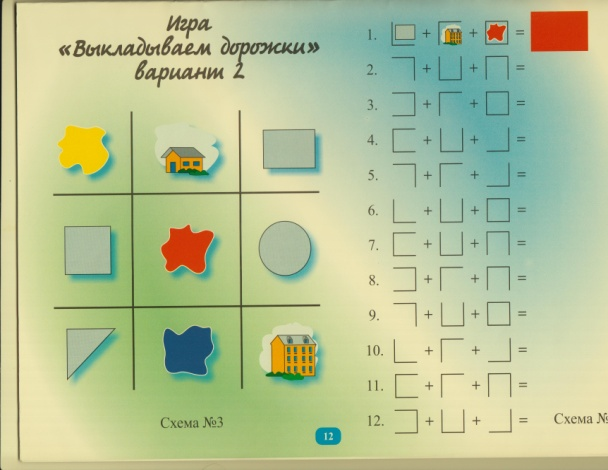 Игра
«Выкладываем дорожки»
вариант 2
1. + + =
2. + + =
3. + + =
4. + + =
5. + + =
6. + + =
7. + + =
8. + + =
9. + + =
10. + + =
11. + + =
12. + + =
Схема №3
Схема №
12